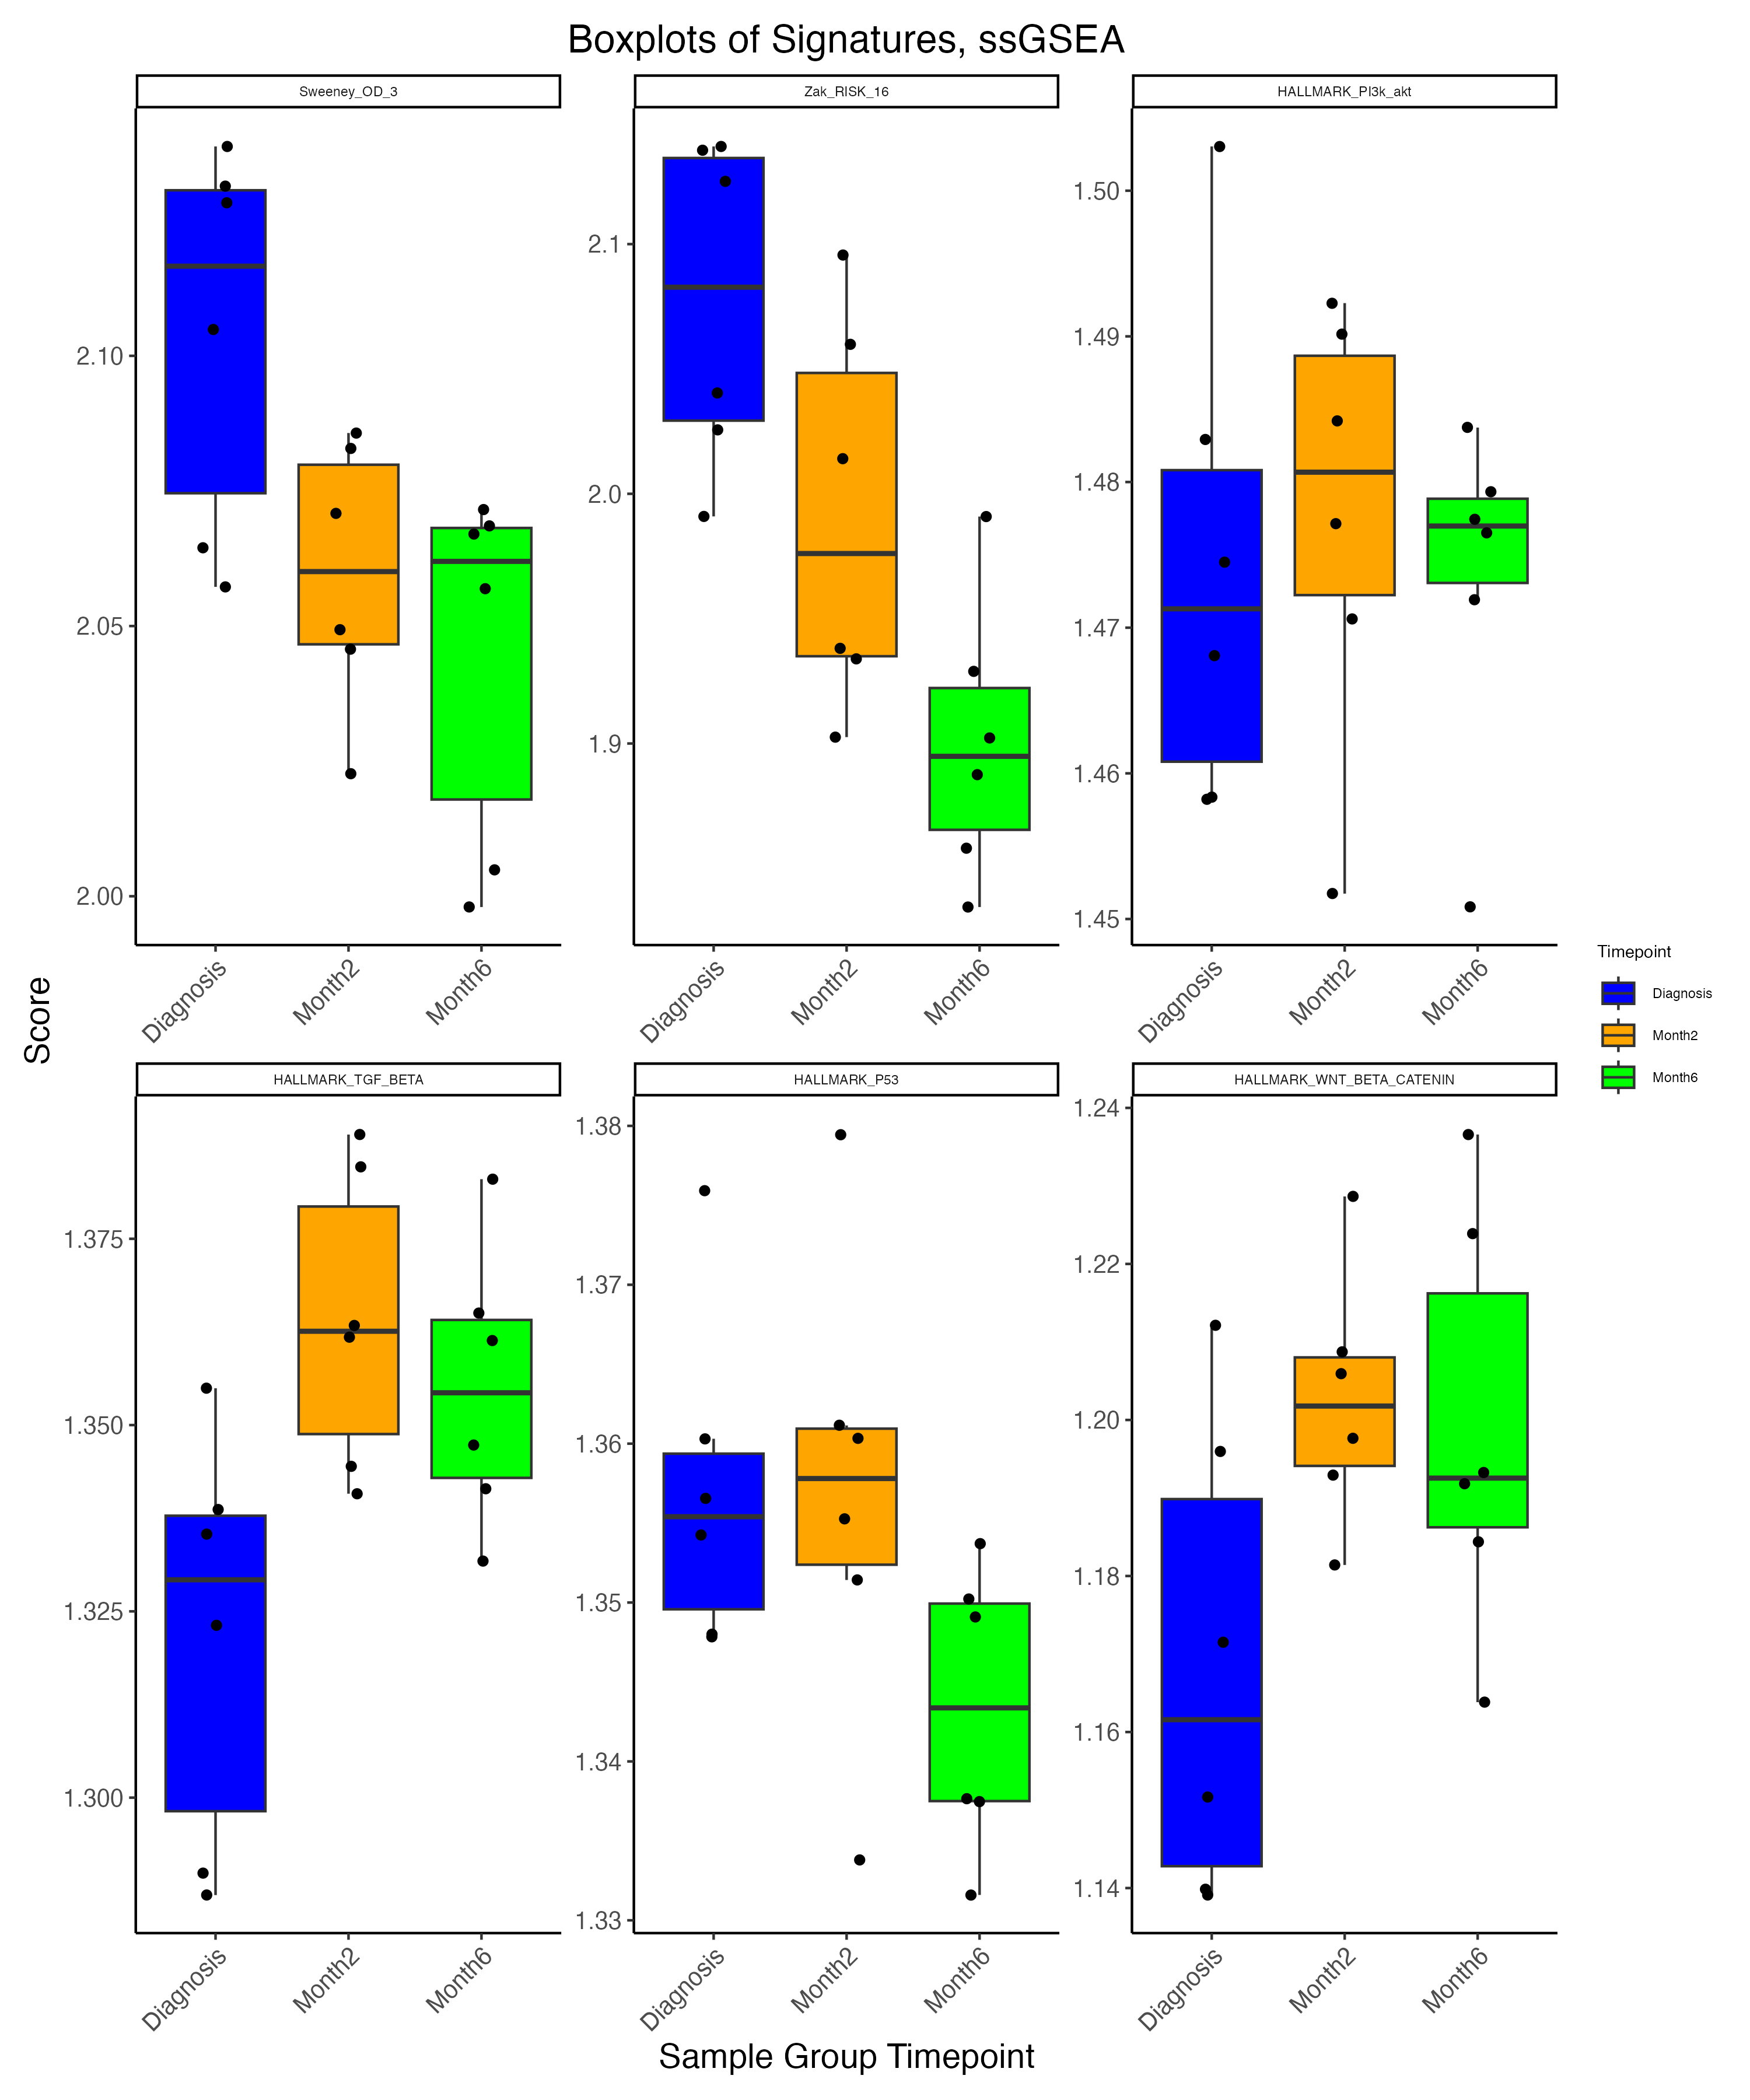 Boxplots of Signatures, ssGSEA
Sweeney_OD_3
Zak_RISK_16
HALLMARK_PI3k_akt
2.10
2.05
2.00
2.1
2.0
1.9
1.50
1.49
1.48
1.47
1.46
1.45
Diagnosis
Month2
Month6
Diagnosis
Month2
Month6
Diagnosis
Month2
Month6
Score
Timepoint
Diagnosis
Month2
Month6
HALLMARK_TGF_BETA
HALLMARK_P53
HALLMARK_WNT_BETA_CATENIN
1.375
1.350
1.325
1.300
1.38
1.37
1.36
1.35
1.34
1.33
1.24
1.22
1.20
1.18
1.16
1.14
Diagnosis
Month2
Month6
Diagnosis
Month2
Month6
Diagnosis
Month2
Month6
Sample Group Timepoint